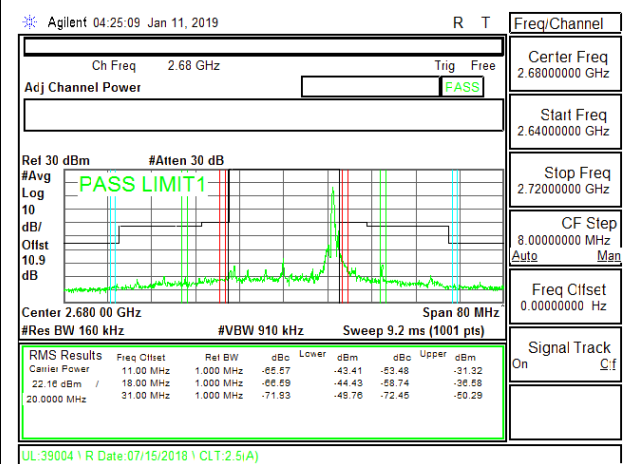 Agilent 04:25:09 Jan 11, 2019 R T
Freq/Channel
Ch Freq 2.68 GHz Trig Free
Adj Channel Power PASS
Center Freq
2.68000000 GHz
Start Freq
2.64000000 GHz
Stop Freq
2.72000000 GHz
CF Step
8.00000000 MHz
Auto Man
Freq Offset
0.00000000 Hz
Signal Track
On Off
Ref 30 dBm #Atten 30 dB
#Avg
Log
10
dB/
Offst
10.9
dB
PASS LIMIT1
Center 2.680 00 GHz Span 80 MHz
#Res BW 160 kHz #VBW 910 kHz Sweep 9.2 ms (1001 pts)
RMS Results Freq Offset Ref BW dBc Lower dBm dBc Upper dBm
Carrier Power 11.00 MHz 1.000 MHz -65.57 -43.41 -53.48 -31.32
22.16 dBm / 18.00 MHz 1.000 MHz -66.59 -44.43 -58.74 -36.58
20.0000 MHz 31.00 MHz 1.000 MHz -71.93 -49.76 -72.45 -50.29
UL:39004 \ R Date:07/15/2018 \ CLT:2.5(A)